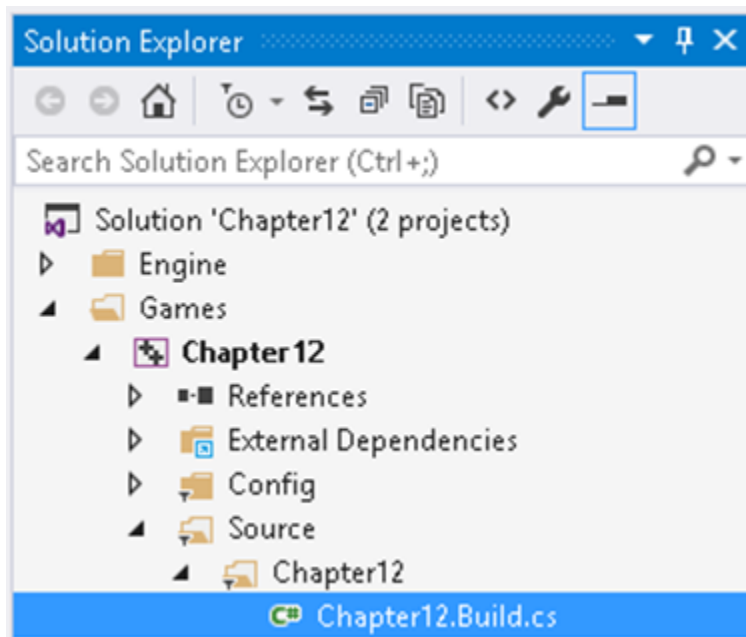 Solution Explorer
Search Solution Explorer (Ctrl+;)
Solution 'Chapter12' (2 projects)
Engine
Games
Chapter12
References
External Dependencies
Config
Source
Chapter12
C# Chapter12.Build.cs